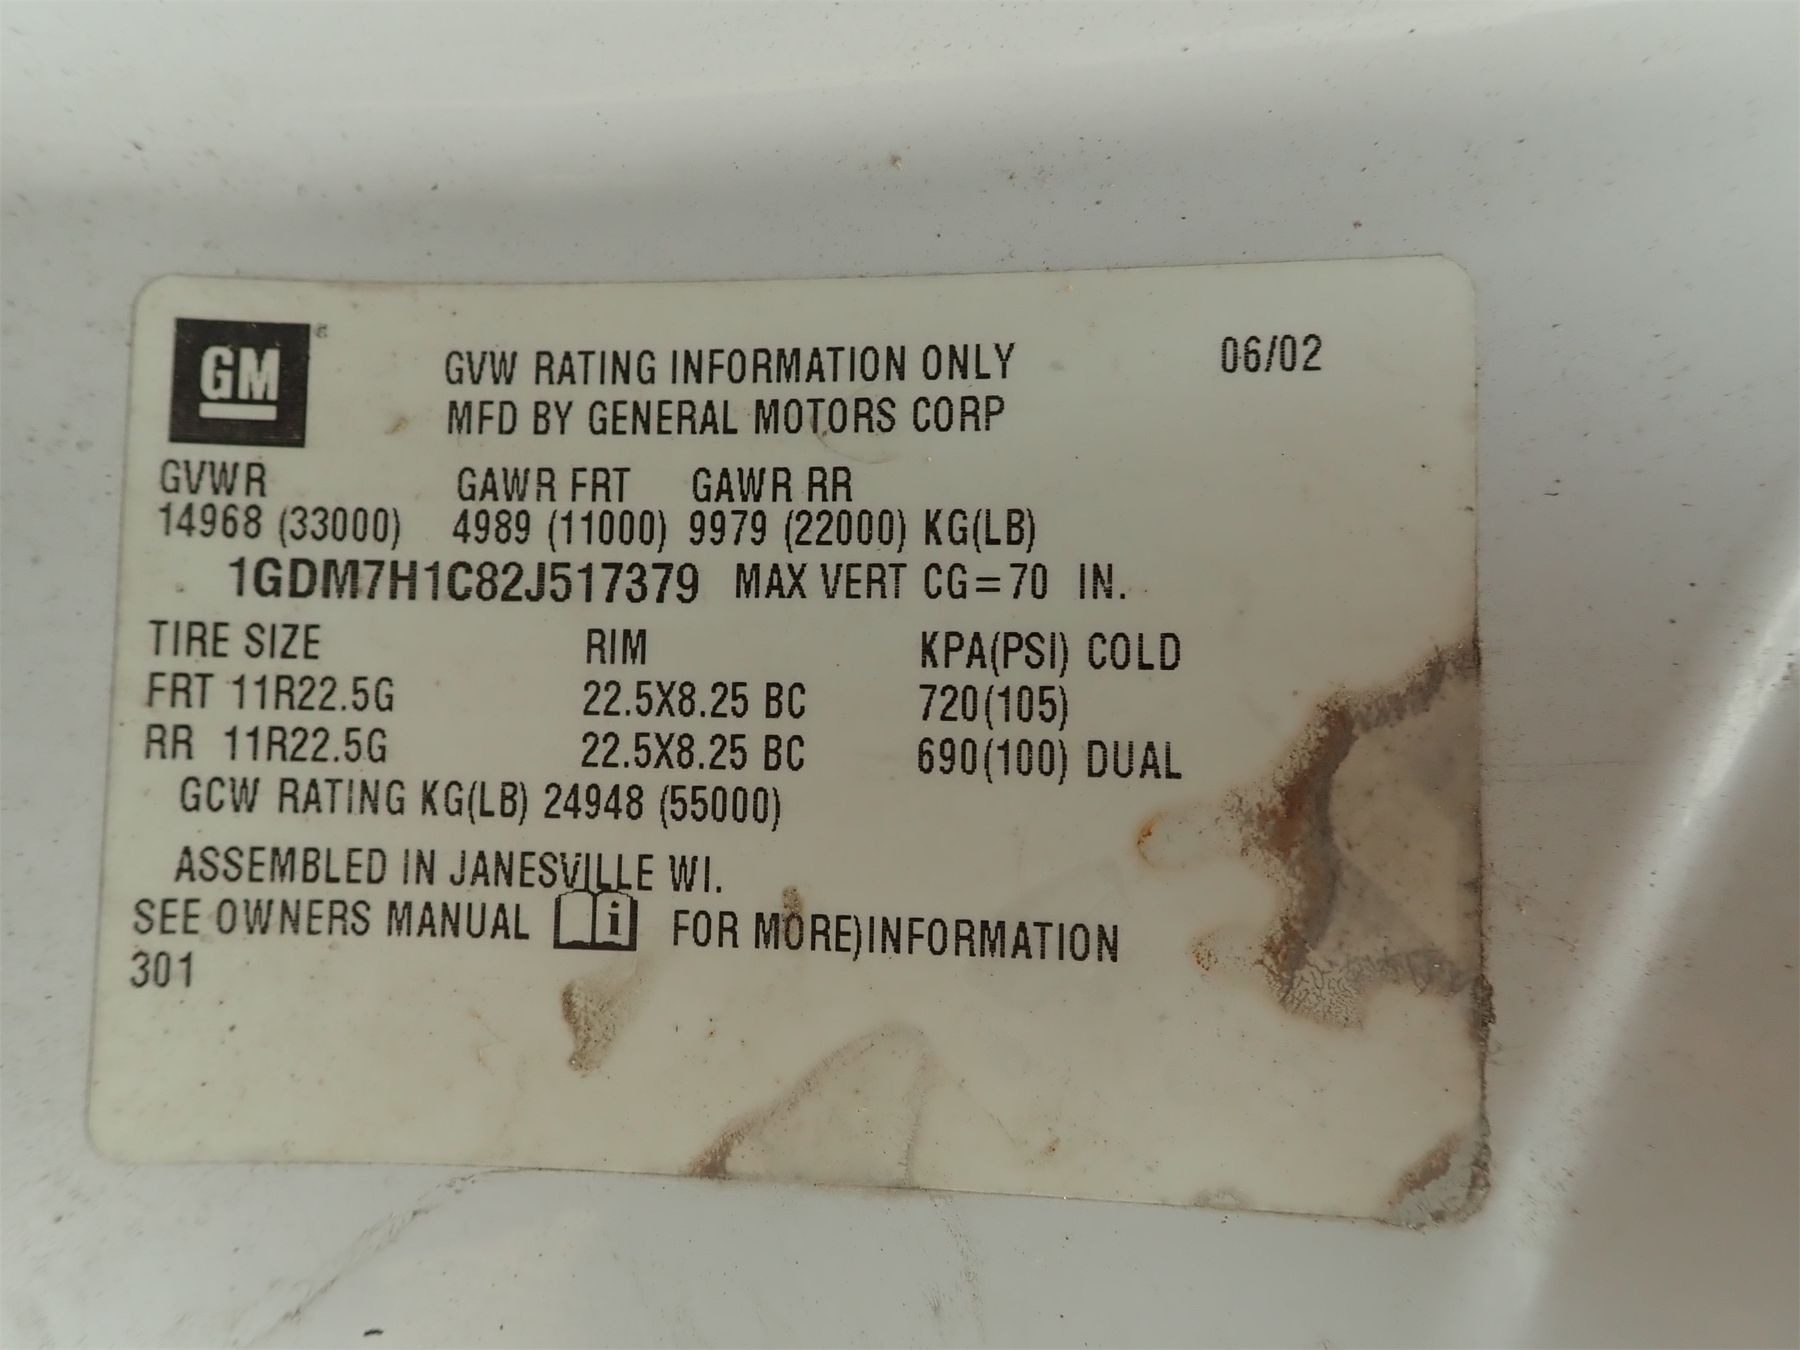 GM
GVW RATING INFORMATION ONLY 06/02
MFD BY GENERAL MOTORS CORP
GVWR GAWR FRT GAWR RR
14968 (33000) 4989 (11000) 9979 (22000) KG(LB)
1GDM7H1C82J517379 MAX VERT CG=70 IN.
TIRE SIZE RIM KPA(PSI) COLD
FRT 11R22.5G 22.5X8.25 BC 720(105)
RR 11R22.5G 22.5X8.25 BC 690(100) DUAL
GCW RATING KG(LB) 24948 (55000)
ASSEMBLED IN JANESVILLE WI.
SEE OWNERS MANUAL i FOR MORE)INFORMATION
301